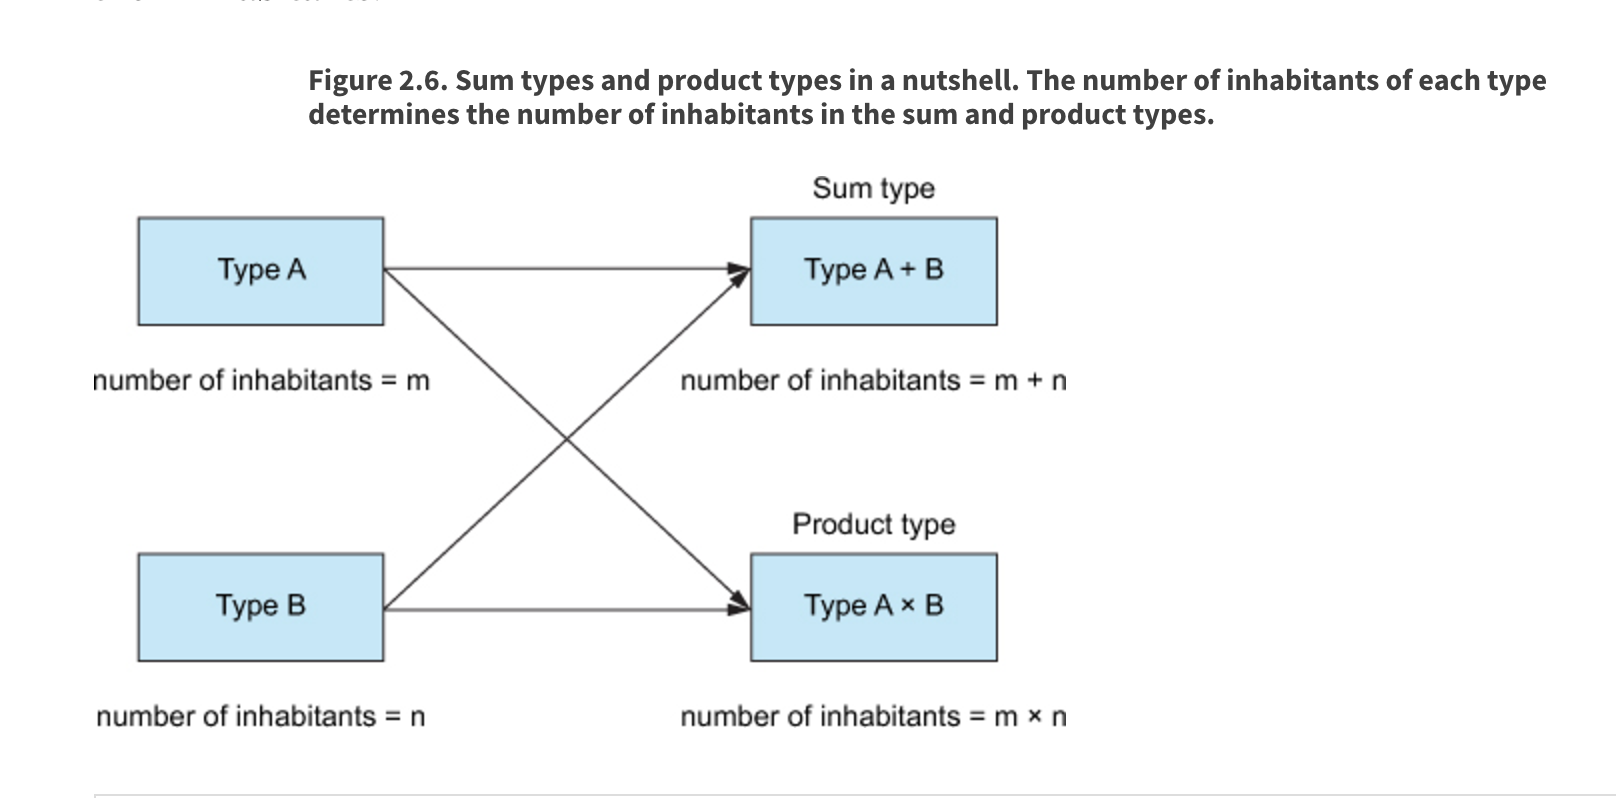 Figure 2.6. Sum types and product types in a nutshell. The number of inhabitants of each type
determines the number of inhabitants in the sum and product types.
Sum type
Type A
Type A + B
number of inhabitants = m
number of inhabitants = m + n
Product type
Type B
Type A × B
number of inhabitants = n
number of inhabitants = m × n